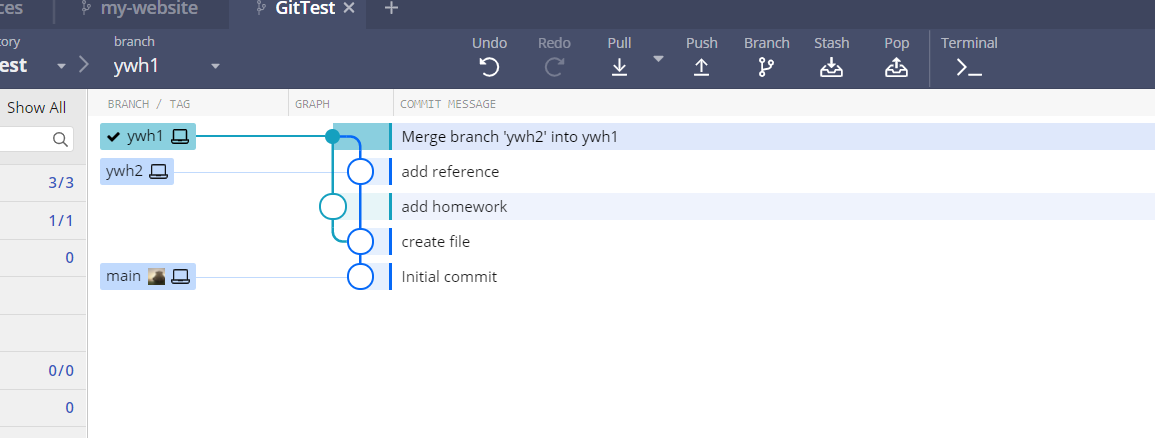 ces my-website GitTest
tory branch Undo Redo Pull Push Branch Stash Pop Terminal
est ywh1
Show All BRANCH / TAG GRAPH COMMIT MESSAGE
ywh1 Merge branch 'ywh2' into ywh1
ywh2 add reference
3/3
add homework
1/1
create file
0
main Initial commit
0/0
0